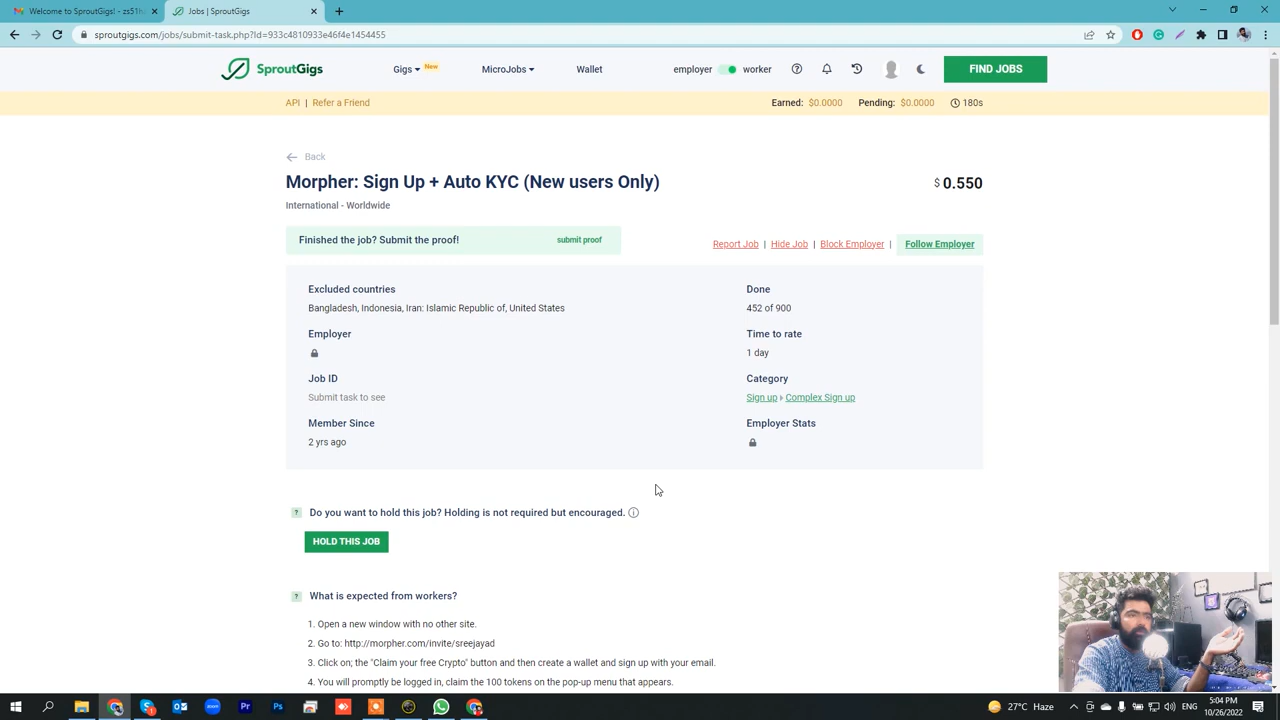 Gmail - z5s51hbc@
jobs - SproutGigs
sproutgigs.com/jobs/submit-task.php?Id=933c4810933e46f4e1454455
SproutGigs
Gigs New
MicroJobs
Wallet
employer worker
FIND JOBS
API | Refer a Friend
Earned: $0.0000 Pending: $0.0000 180s
Back
Morpher: Sign Up + Auto KYC (New users Only)
$ 0.550
International - Worldwide
Finished the job? Submit the proof! submit proof
Report Job | Hide Job | Block Employer | Follow Employer
Excluded countries
Bangladesh, Indonesia, Iran: Islamic Republic of, United States
Employer
Job ID
Submit task to see
Member Since
2 yrs ago
Done
452 of 900
Time to rate
1 day
Category
Sign up Complex Sign up
Employer Stats
? Do you want to hold this job? Holding is not required but encouraged.
HOLD THIS JOB
? What is expected from workers?
1. Open a new window with no other site.
2. Go to: http://morpher.com/invite/sreejayad
3. Click on; the "Claim your free Crypto" button and then create a wallet and sign up with your email.
4. You will promptly be logged in, claim the 100 tokens on the pop-up menu that appears.
zoom
Pr
Ps
27°C Haze
ENG
5:04 PM
10/26/2022